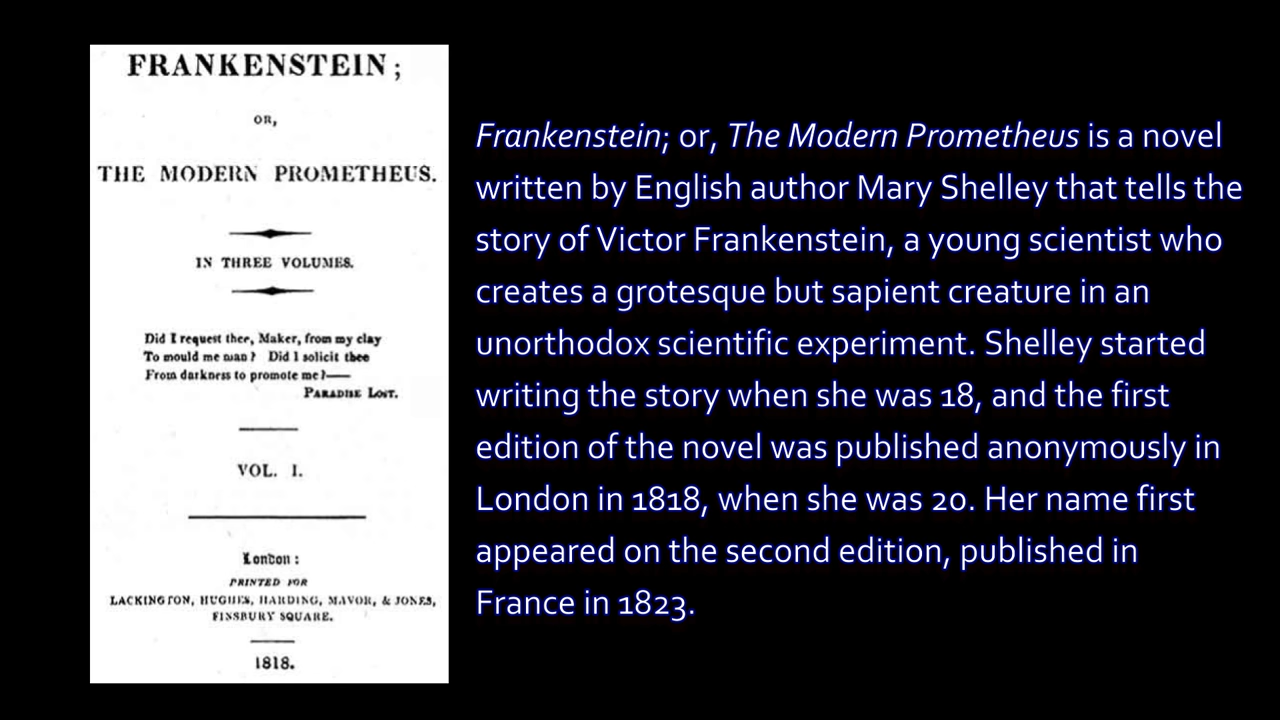 FRANKENSTEIN;
OR,
THE MODERN PROMETHEUS.
IN THREE VOLUMES.
Did I request thee, Maker, from my clay
To mould me man? Did I solicit thee
From darkness to promote me?——
PARADISE LOST.
VOL. I.
London:
PRINTED FOR
LACKINGTON, HUGHES, HARDING, MAVOR, & JONES,
FINSBURY SQUARE.
1818.
Frankenstein; or, The Modern Prometheus is a novel
written by English author Mary Shelley that tells the
story of Victor Frankenstein, a young scientist who
creates a grotesque but sapient creature in an
unorthodox scientific experiment. Shelley started
writing the story when she was 18, and the first
edition of the novel was published anonymously in
London in 1818, when she was 20. Her name first
appeared on the second edition, published in
France in 1823.